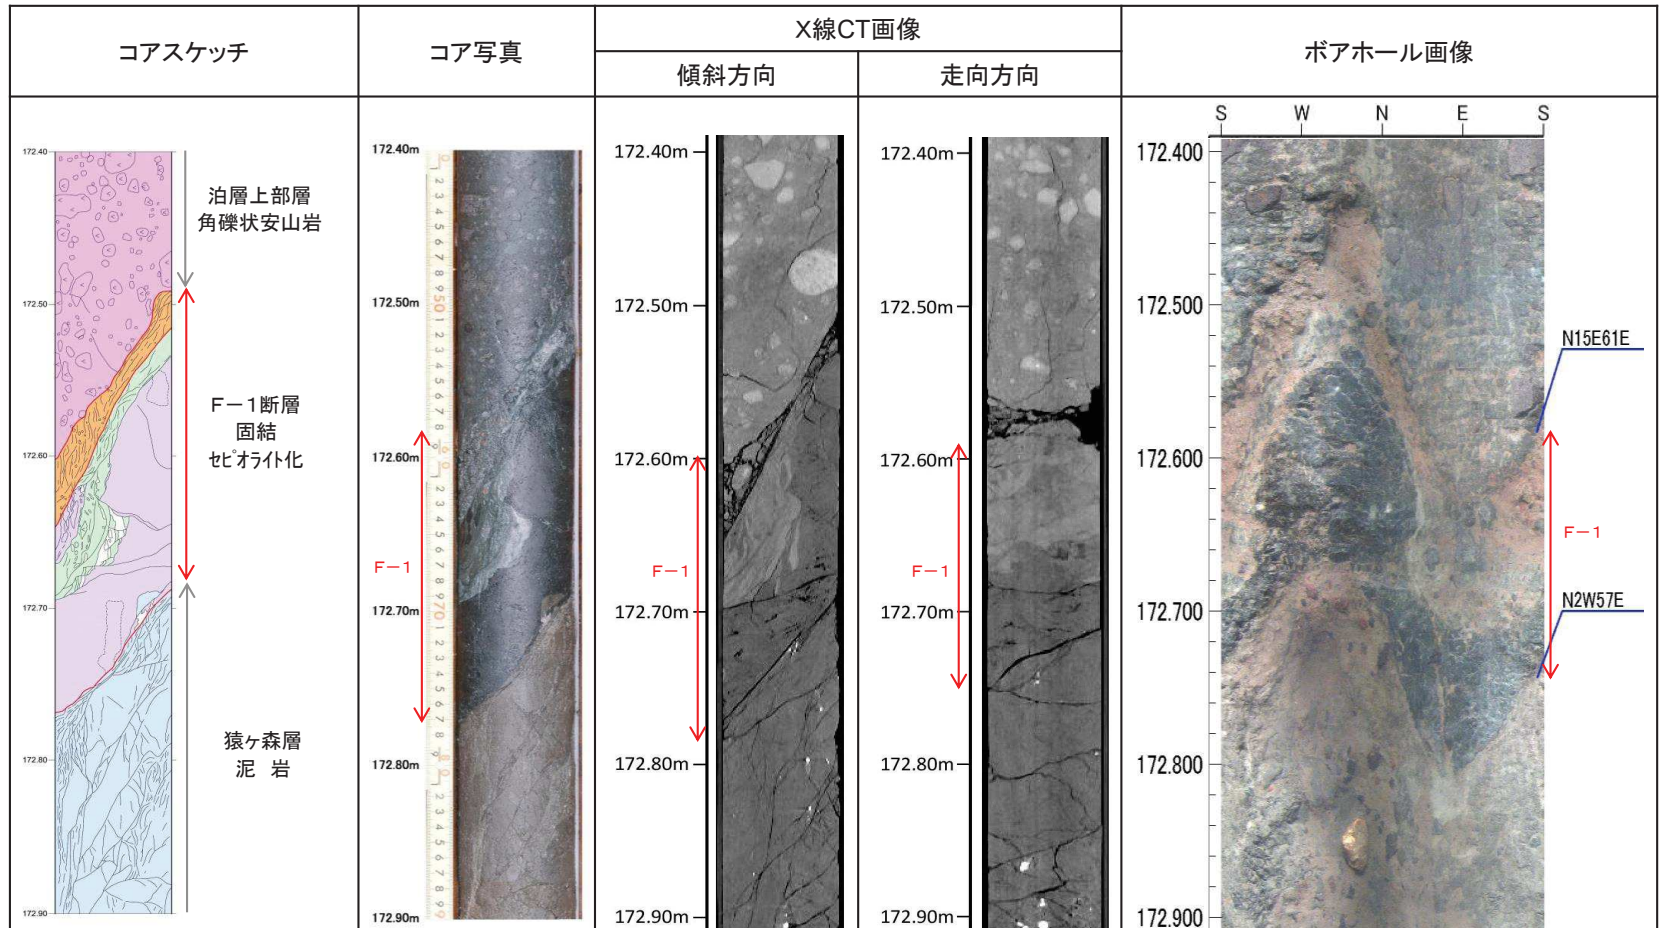 コアスケッチ
コア写真
X線CT画像
傾斜方向
走向方向
ボアホール画像
172.40
172.50
172.60
172.70
172.80
172.90
泊層上部層
角礫状安山岩
F-1断層
固結
セピオライト化
猿ヶ森層
泥 岩
172.40m
172.50m
172.60m
172.70m
172.80m
172.90m
F-1
172.40m
172.50m
172.60m
172.70m
172.80m
172.90m
F-1
172.40m
172.50m
172.60m
172.70m
172.80m
172.90m
F-1
S W N E S
172.400
172.500
172.600
172.700
172.800
172.900
N15E61E
F-1
N2W57E